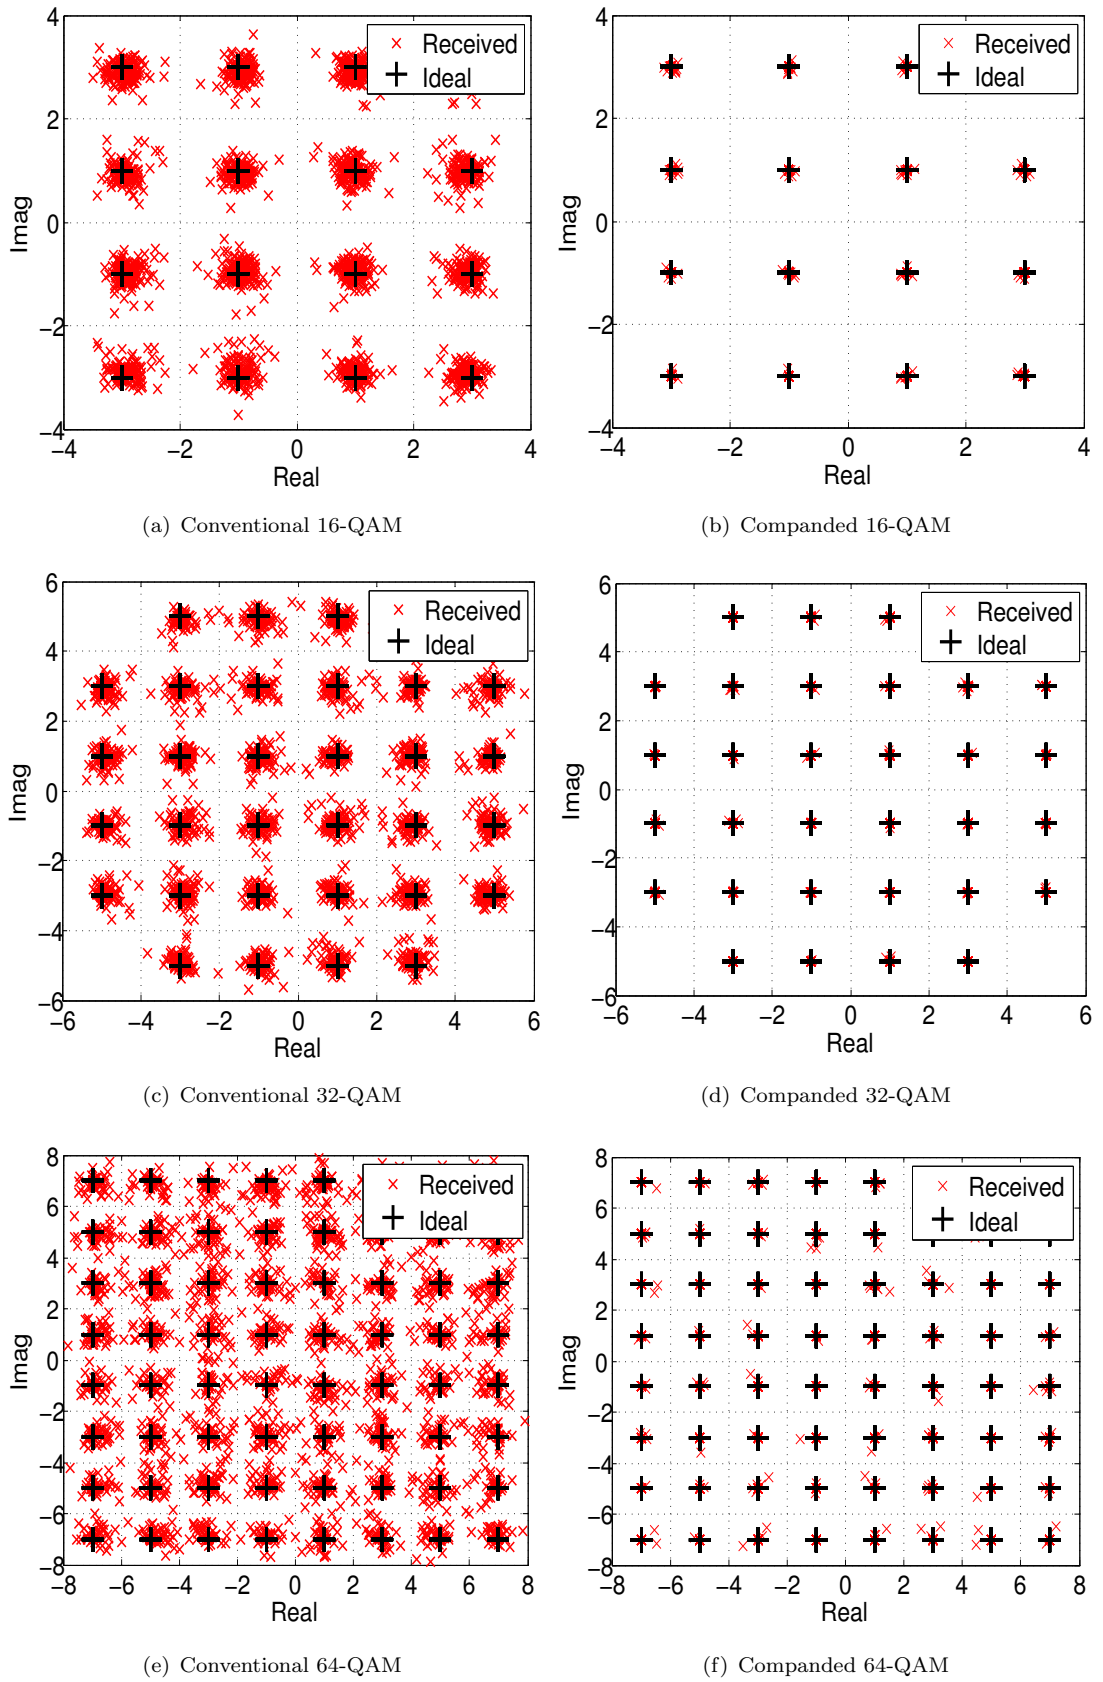 4
2
0
−2
−4
Imag
−4 −2 0 2 4
Real
Received
Ideal
(a) Conventional 16-QAM
4
2
0
−2
−4
Imag
−4 −2 0 2 4
Real
Received
Ideal
(b) Companded 16-QAM
6
4
2
0
−2
−4
−6
Imag
−6 −4 −2 0 2 4 6
Real
Received
Ideal
(c) Conventional 32-QAM
6
4
2
0
−2
−4
−6
Imag
−6 −4 −2 0 2 4 6
Real
Received
Ideal
(d) Companded 32-QAM
8
6
4
2
0
−2
−4
−6
−8
Imag
−8 −6 −4 −2 0 2 4 6 8
Real
Received
Ideal
(e) Conventional 64-QAM
8
6
4
2
0
−2
−4
−6
−8
Imag
−8 −6 −4 −2 0 2 4 6 8
Real
Received
Ideal
(f) Companded 64-QAM